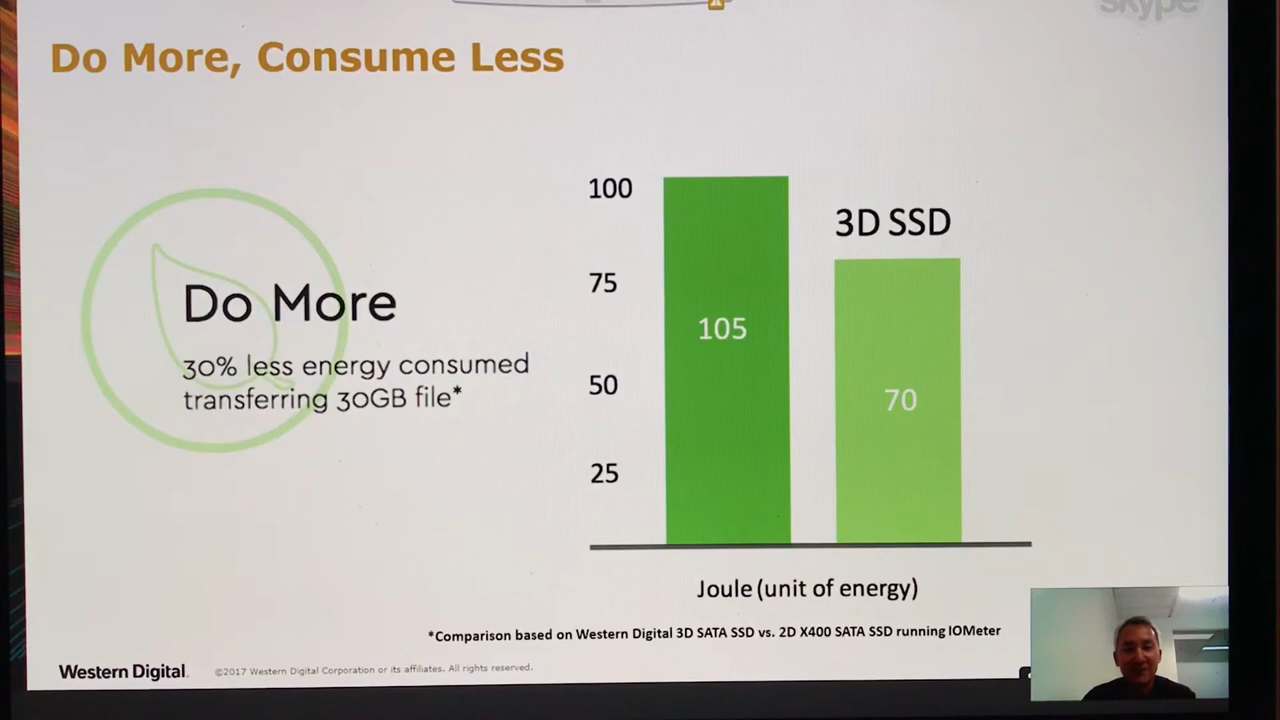 skype
Do More, Consume Less
Do More
30% less energy consumed
transferring 30GB file*
100
75
50
25
105
3D SSD
70
Joule (unit of energy)
*Comparison based on Western Digital 3D SATA SSD vs. 2D X400 SATA SSD running IOMeter
Western Digital.
©2017 Western Digital Corporation or its affiliates. All rights reserved.